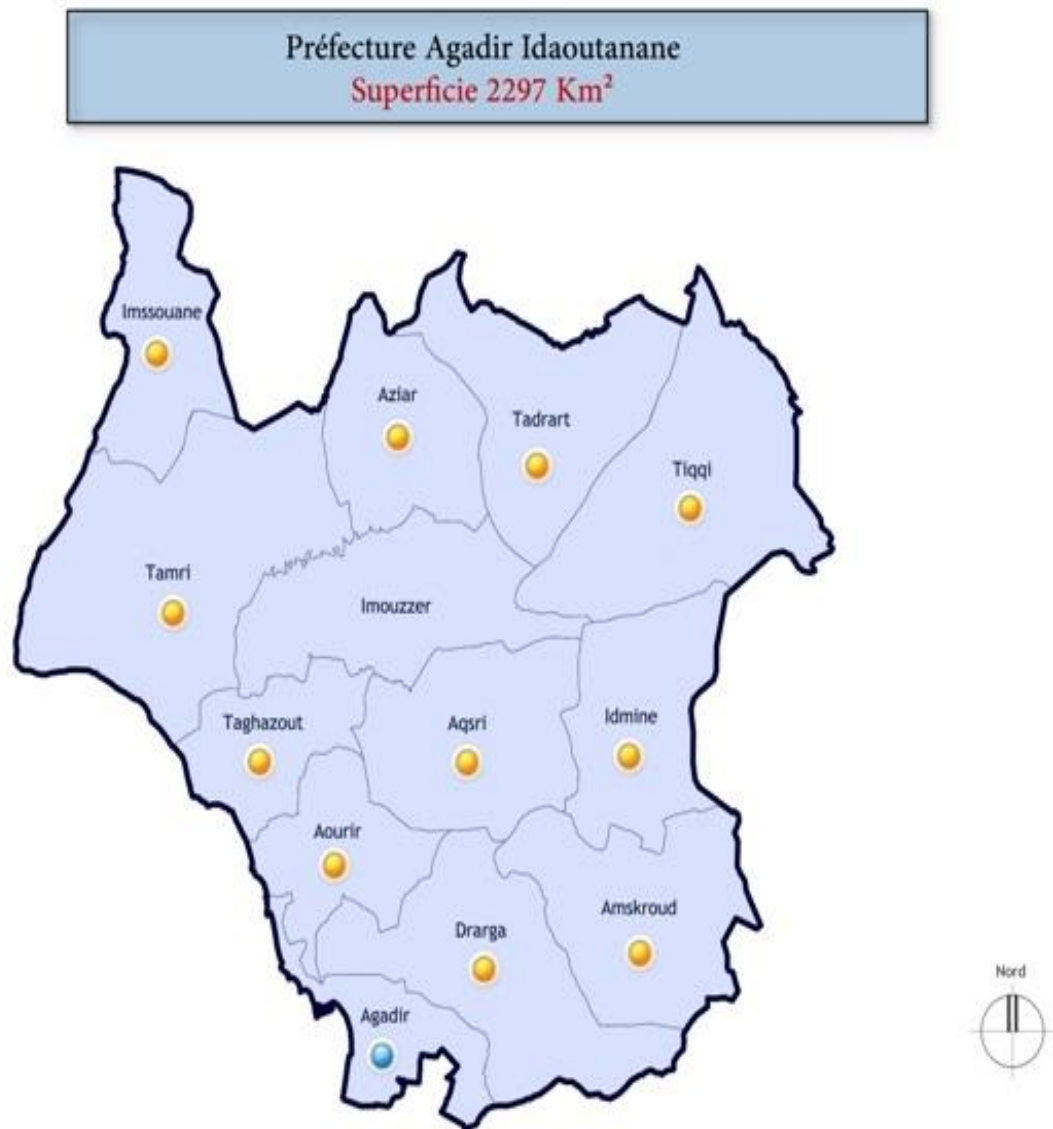 Préfecture Agadir Idaoutanane
Superficie 2297 Km²
Imssouane
Aziar
Tadrart
Tiqqi
Tamri
Imouzzer
Taghazout
Aqsri
Idmine
Aourir
Amskroud
Drarga
Agadir
Nord